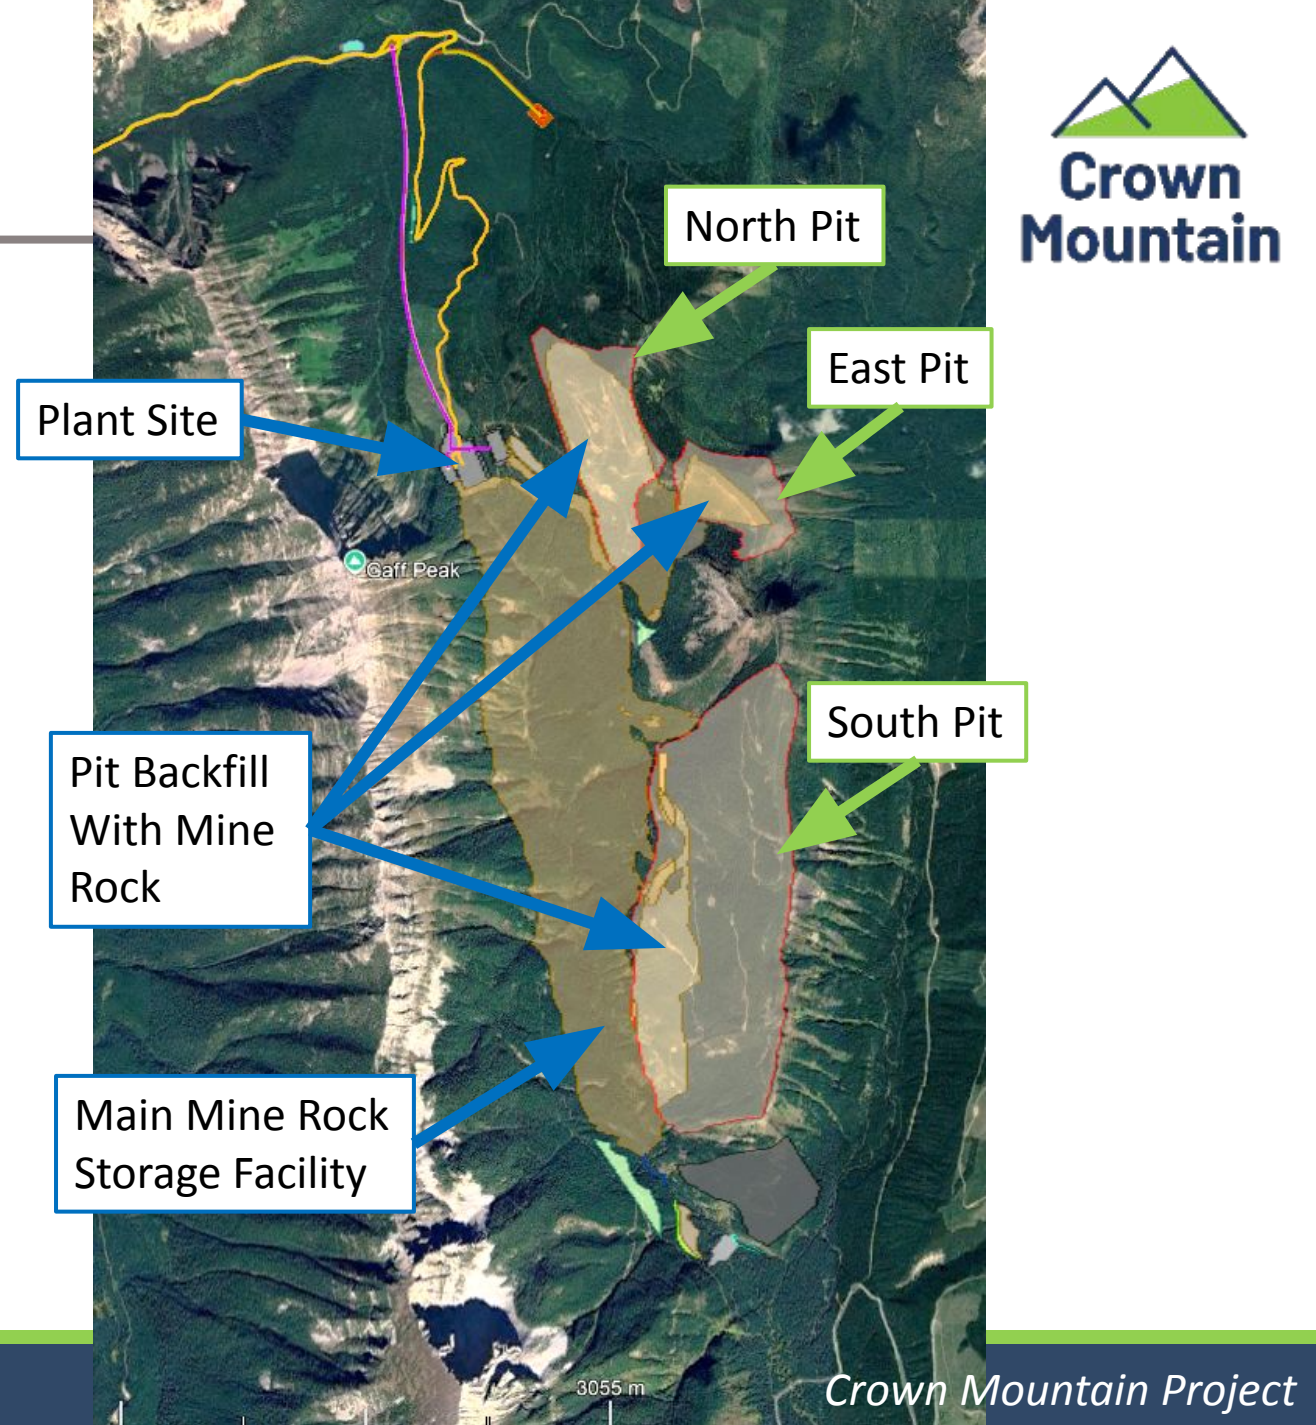 Crown
Mountain
North Pit
East Pit
Plant Site
Gaff Peak
South Pit
Pit Backfill
With Mine
Rock
Main Mine Rock
Storage Facility
3055 m
Crown Mountain Project